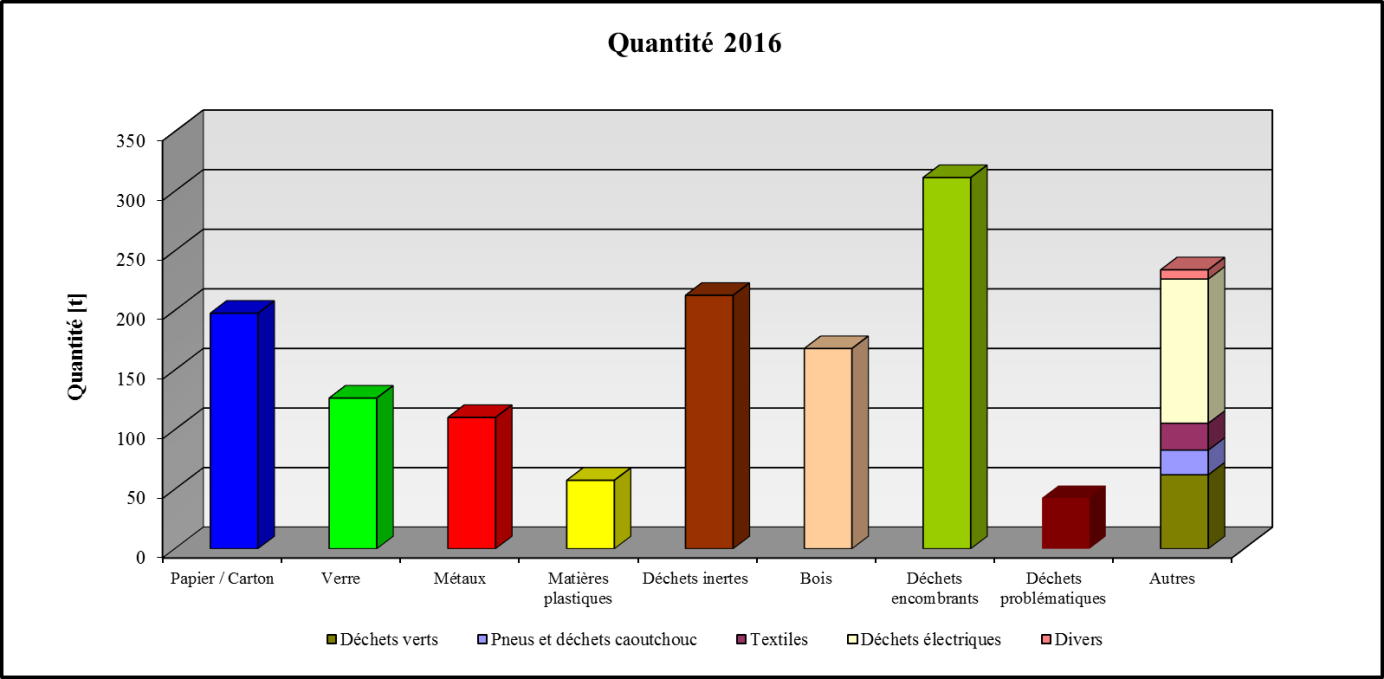 Quantité 2016
Quantité [t]
350
300
250
200
150
100
50
0
Papier / Carton
Verre
Métaux
Matières
plastiques
Déchets inertes
Bois
Déchets
encombrants
Déchets
problématiques
Autres
Déchets verts
Pneus et déchets caoutchouc
Textiles
Déchets électriques
Divers